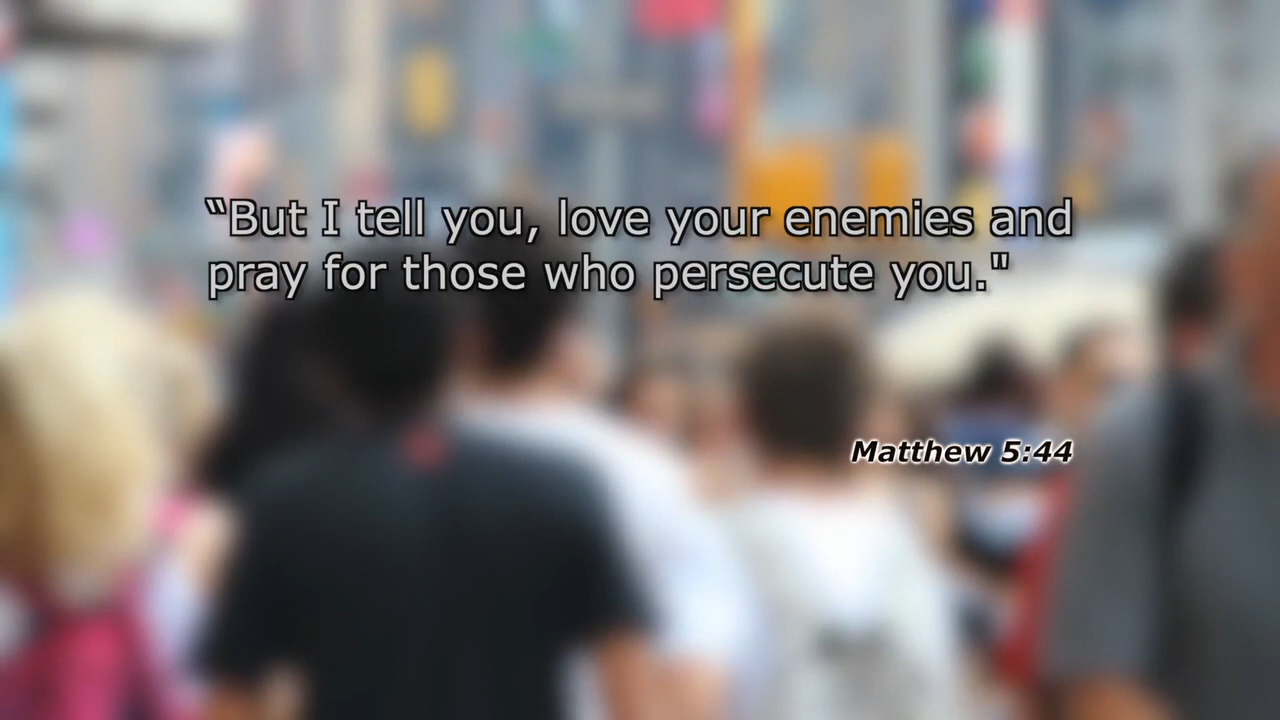 “But I tell you, love your enemies and
pray for those who persecute you."
Matthew 5:44